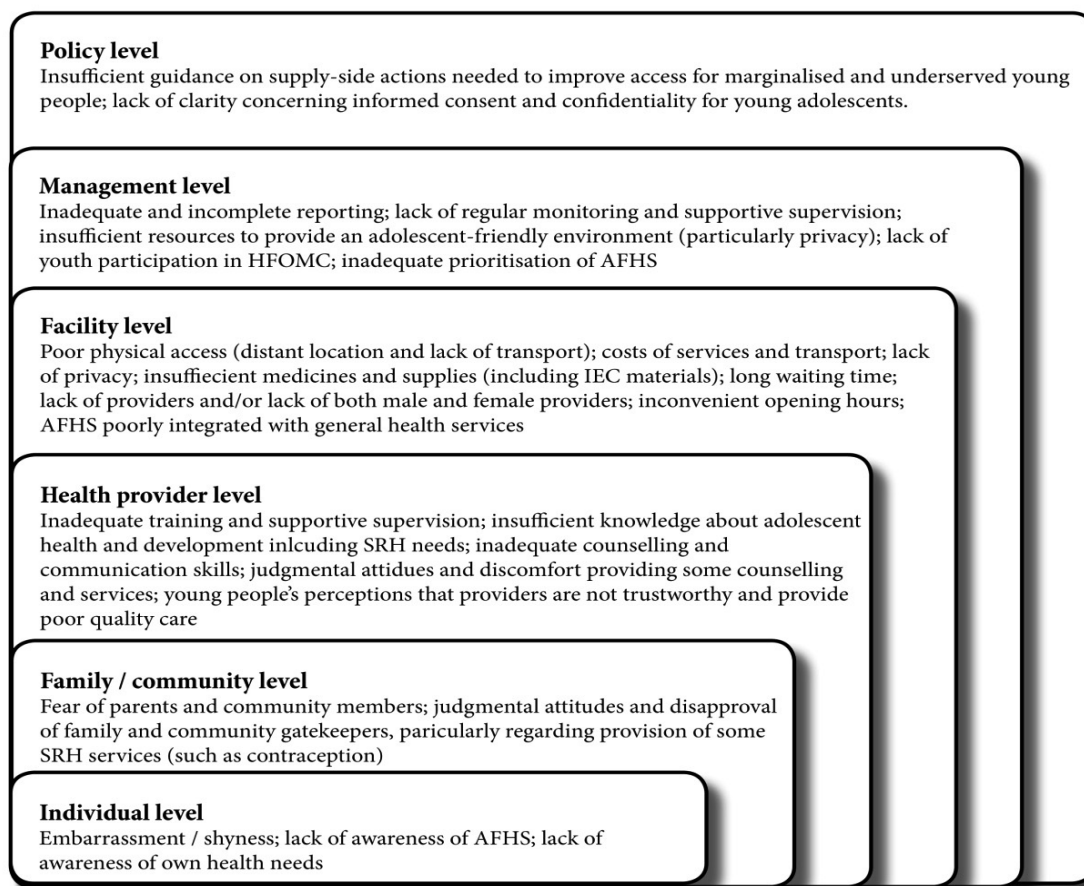 Policy level
Insufficient guidance on supply-side actions needed to improve access for marginalised and underserved young
people; lack of clarity concerning informed consent and confidentiality for young adolescents.
Management level
Inadequate and incomplete reporting; lack of regular monitoring and supportive supervision;
insufficient resources to provide an adolescent-friendly environment (particularly privacy); lack of
youth participation in HFOMC; inadequate prioritisation of AFHS
Facility level
Poor physical access (distant location and lack of transport); costs of services and transport; lack
of privacy; insuffiecient medicines and supplies (including IEC materials); long waiting time;
lack of providers and/or lack of both male and female providers; inconvenient opening hours;
AFHS poorly integrated with general health services
Health provider level
Inadequate training and supportive supervision; insufficient knowledge about adolescent
health and development inlcuding SRH needs; inadequate counselling and
communication skills; judgmental attidues and discomfort providing some counselling
and services; young people’s perceptions that providers are not trustworthy and provide
poor quality care
Family / community level
Fear of parents and community members; judgmental attitudes and disapproval
of family and community gatekeepers, paricularly regarding provision of some
SRH services (such as contraception)
Individual level
Embarrassment / shyness; lack of awareness of AFHS; lack of
awareness of own health needs